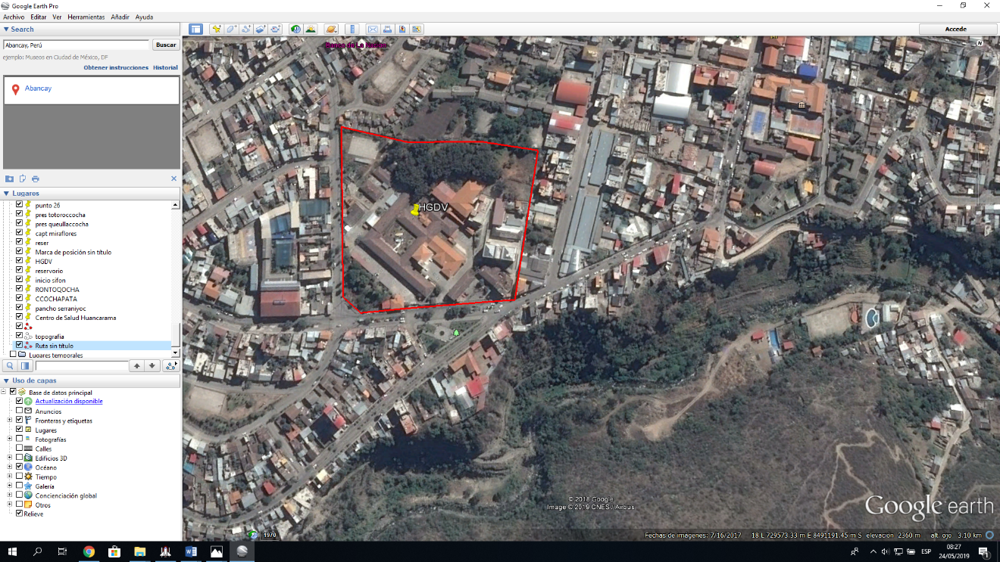 Google Earth Pro
Archivo Editar Ver Herramientas Añadir Ayuda
Search
Abancay, Perú
Buscar
ejemplo: Museos en Ciudad de México, DF
Obtener instrucciones Historial
Abancay
Lugares
punto 26
pres totoroccocha
pres queullaccocha
capt miraflores
reser
Marca de posición sin título
HGDV
reservorio
inicio sifon
RONTOQOCHA
CCOCHAPATA
pancho serraniyoc
Centro de Salud Huancarama
topografia
Ruta sin título
Lugares temporales
Uso de capas
Base de datos principal
Actualización disponible
Anuncios
Fronteras y etiquetas
Lugares
Fotografías
Calles
Edificios 3D
Océano
Tiempo
Galería
Concienciación global
Otros
Relieve
Accede
Banco de La Nacion
N
HGDV
© 2018 Google
Image © 2019 CNES / Airbus
Google earth
1970
Fechas de imágenes: 7/16/2017 18 L 729573.33 m E 8491191.45 m S elevación 2360 m alt. ojo 3.10 km
ESP
08:27
24/05/2019
1